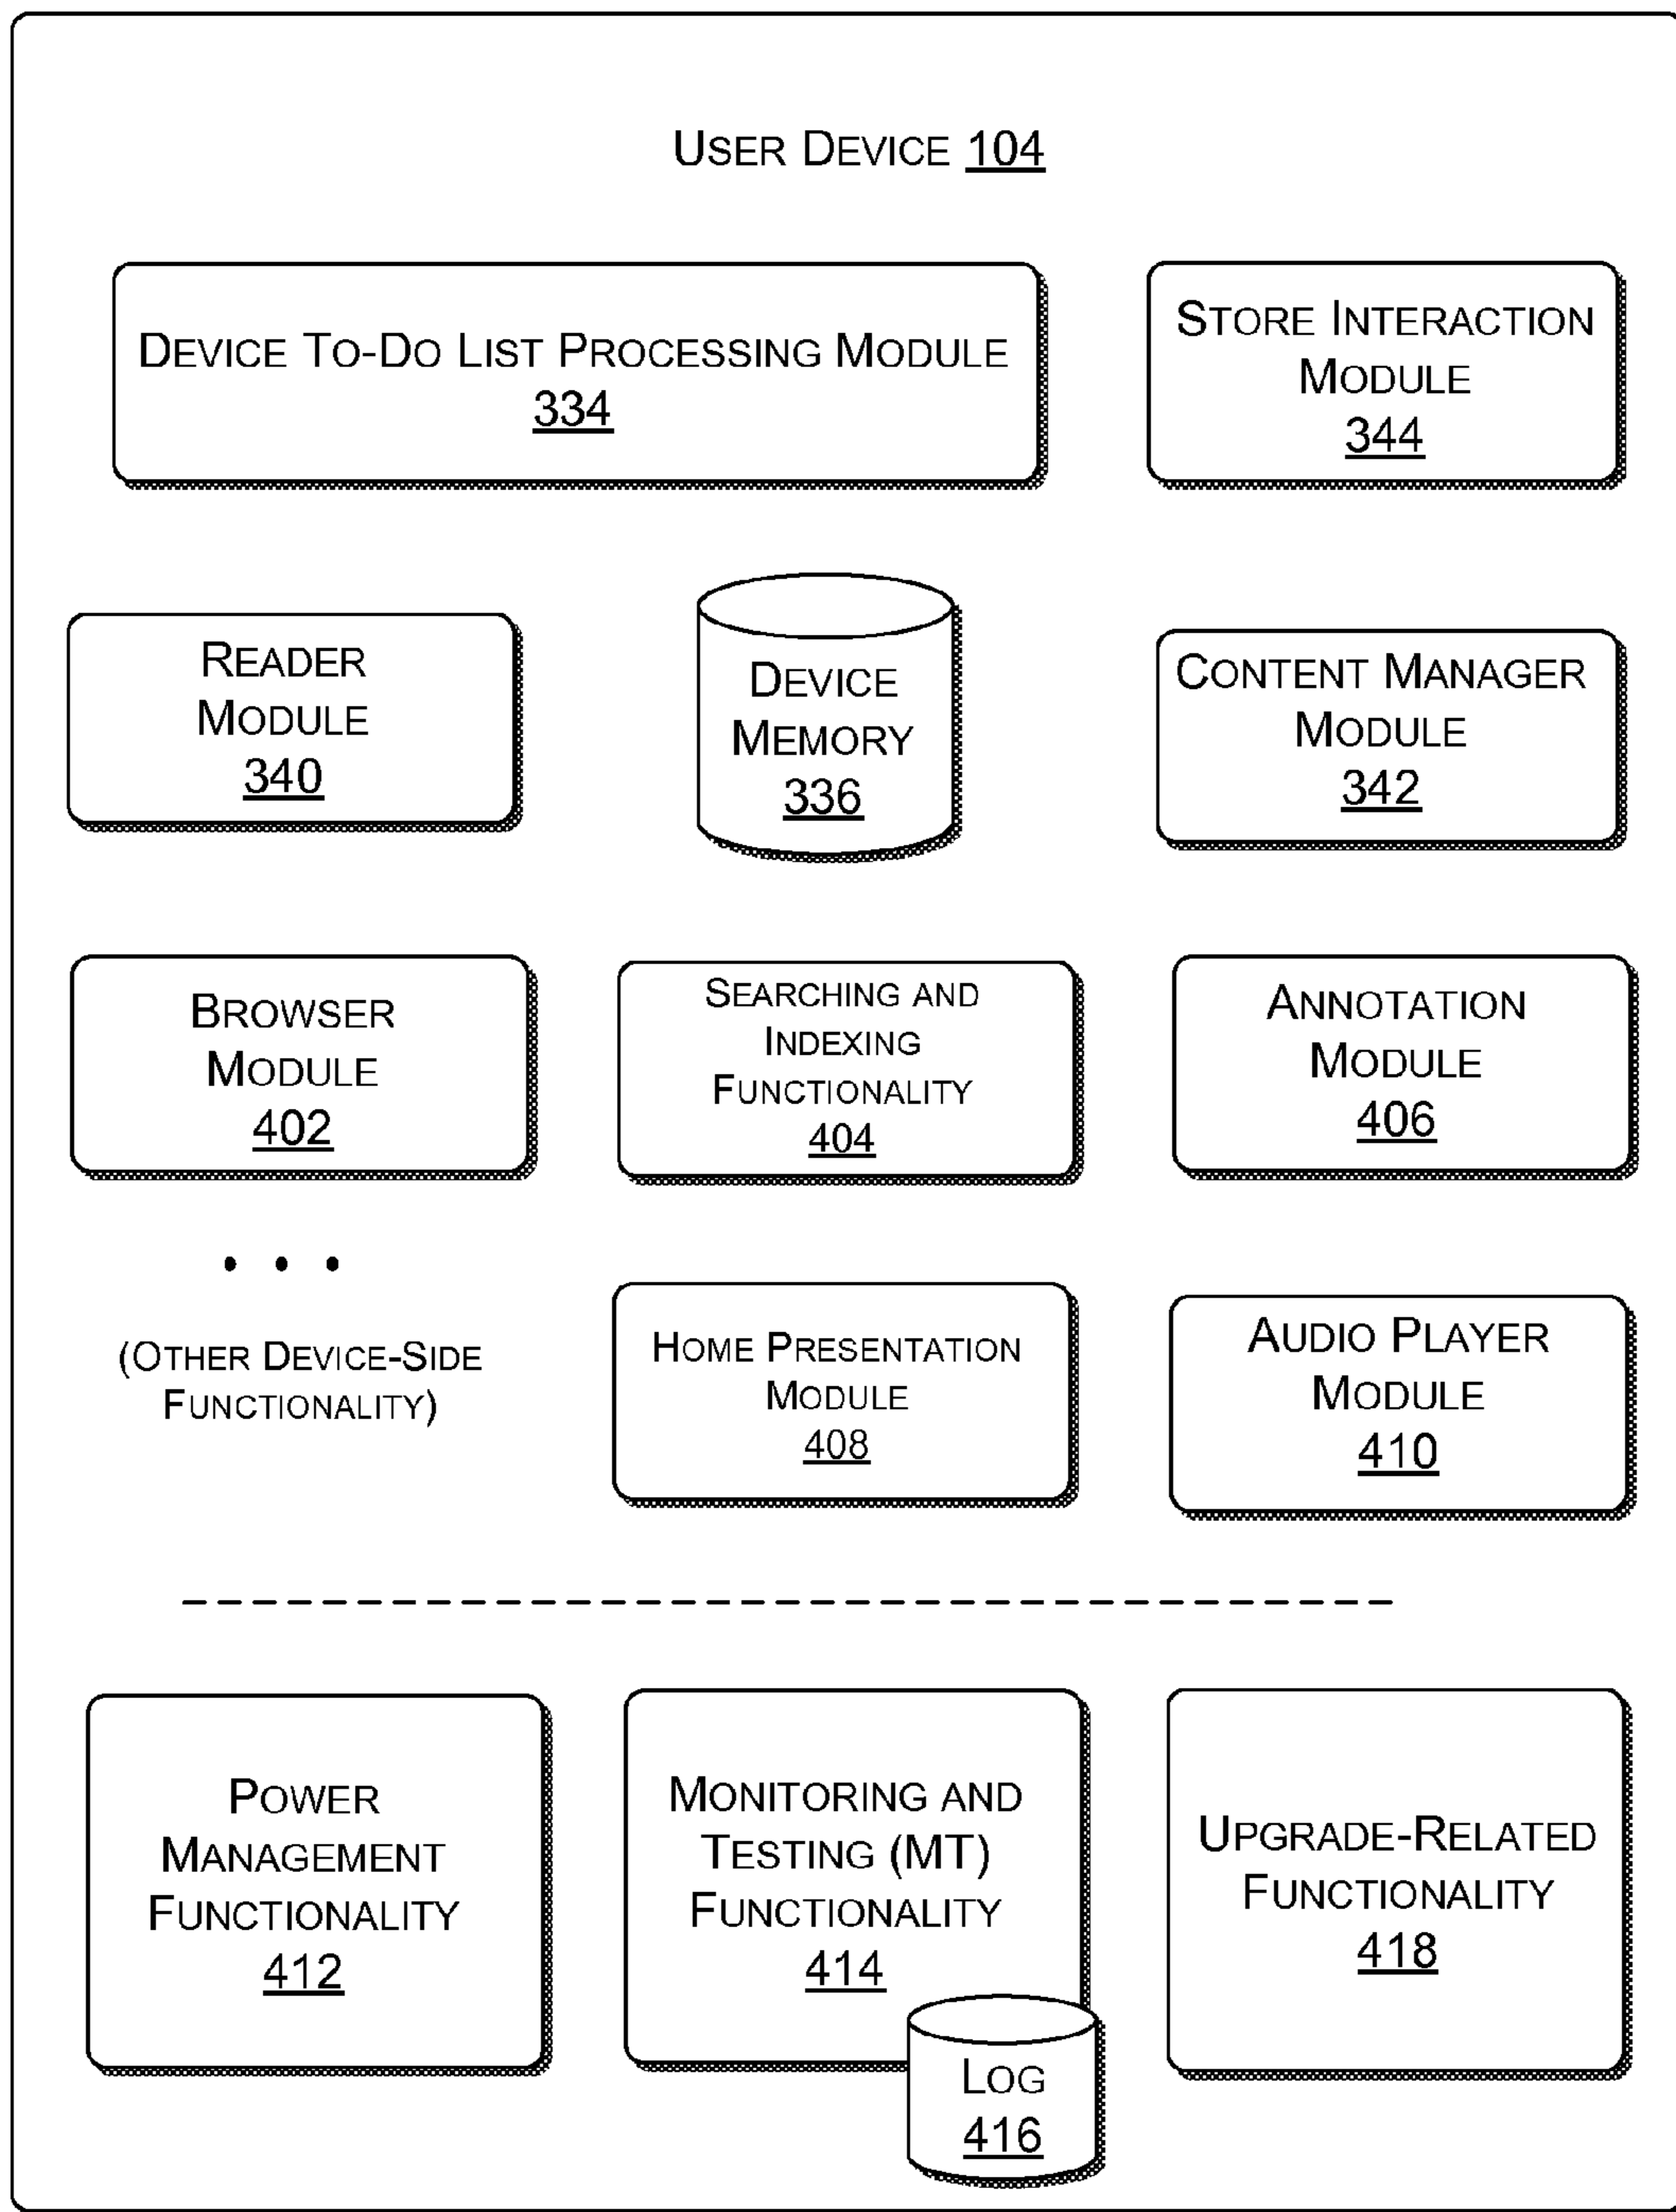 USER DEVICE 104
DEVICE TO-DO LIST PROCESSING MODULE
334
STORE INTERACTION
MODULE
344
READER
MODULE
340
DEVICE
MEMORY
336
CONTENT MANAGER
MODULE
342
BROWSER
MODULE
402
SEARCHING AND
INDEXING
FUNCTIONALITY
404
ANNOTATION
MODULE
406
• • •
(OTHER DEVICE-SIDE
FUNCTIONALITY)
HOME PRESENTATION
MODULE
408
AUDIO PLAYER
MODULE
410
POWER
MANAGEMENT
FUNCTIONALITY
412
MONITORING AND
TESTING (MT)
FUNCTIONALITY
414
LOG
416
UPGRADE-RELATED
FUNCTIONALITY
418